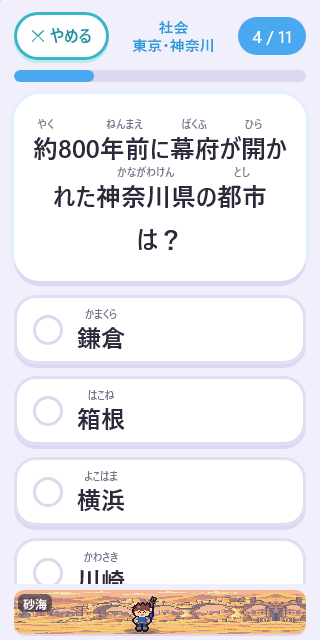 × やめる
社会
東京・神奈川
4 / 11
やく ねんまえ ばくふ ひら
約800年前に幕府が開か
かながわけん とし
れた神奈川県の都市
は？
かまくら
鎌倉
はこね
箱根
よこはま
横浜
かわさき
川崎
砂海